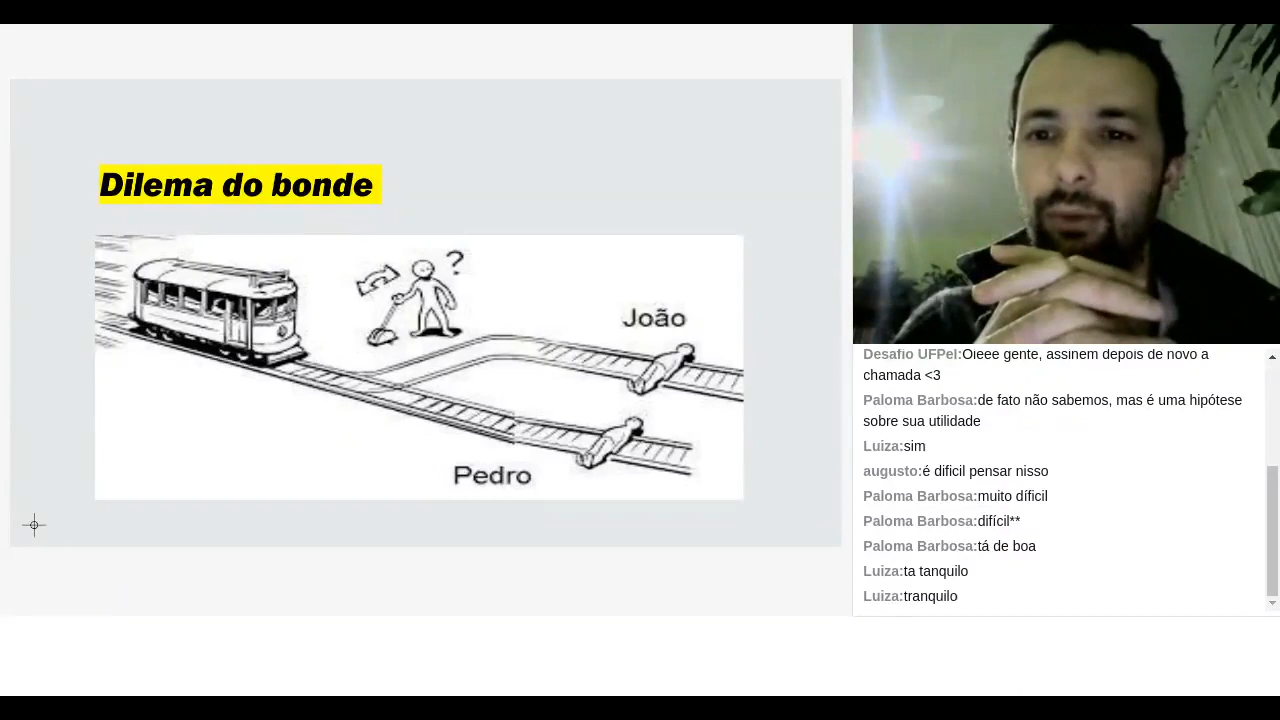 Dilema do bonde
?
João
Pedro
Desafio UFPel:Oieee gente, assinem depois de novo a
chamada <3
Paloma Barbosa:de fato não sabemos, mas é uma hipótese
sobre sua utilidade
Luiza:sim
augusto:é dificil pensar nisso
Paloma Barbosa:muito díficil
Paloma Barbosa:difícil**
Paloma Barbosa:tá de boa
Luiza:ta tanquilo
Luiza:tranquilo